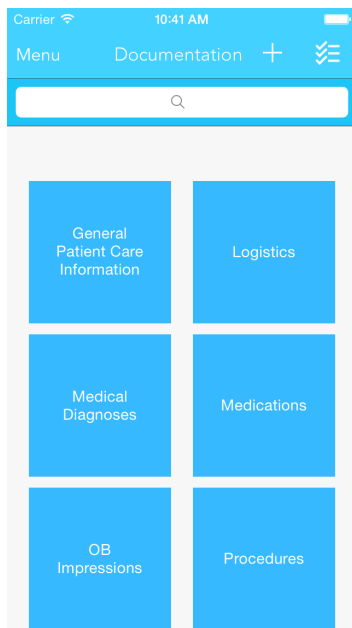 Carrier 10:41 AM
Menu Documentation
General
Patient Care
Information
Logistics
Medical
Diagnoses
Medications
OB
Impressions
Procedures